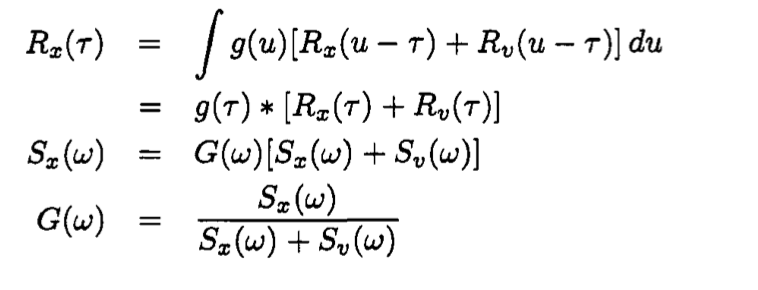 R_x(τ) = ∫ g(u)[R_x(u − τ) + R_v(u − τ)] du
= g(τ) ∗ [R_x(τ) + R_v(τ)]
S_x(ω) = G(ω)[S_x(ω) + S_v(ω)]
G(ω) = S_x(ω) / (S_x(ω) + S_v(ω))